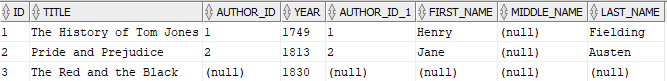 ID TITLE AUTHOR_ID YEAR AUTHOR_ID_1 FIRST_NAME MIDDLE_NAME LAST_NAME
1 The History of Tom Jones 1 1749 1 Henry (null) Fielding
2 Pride and Prejudice 2 1813 2 Jane (null) Austen
3 The Red and the Black (null) 1830 (null) (null) (null) (null)